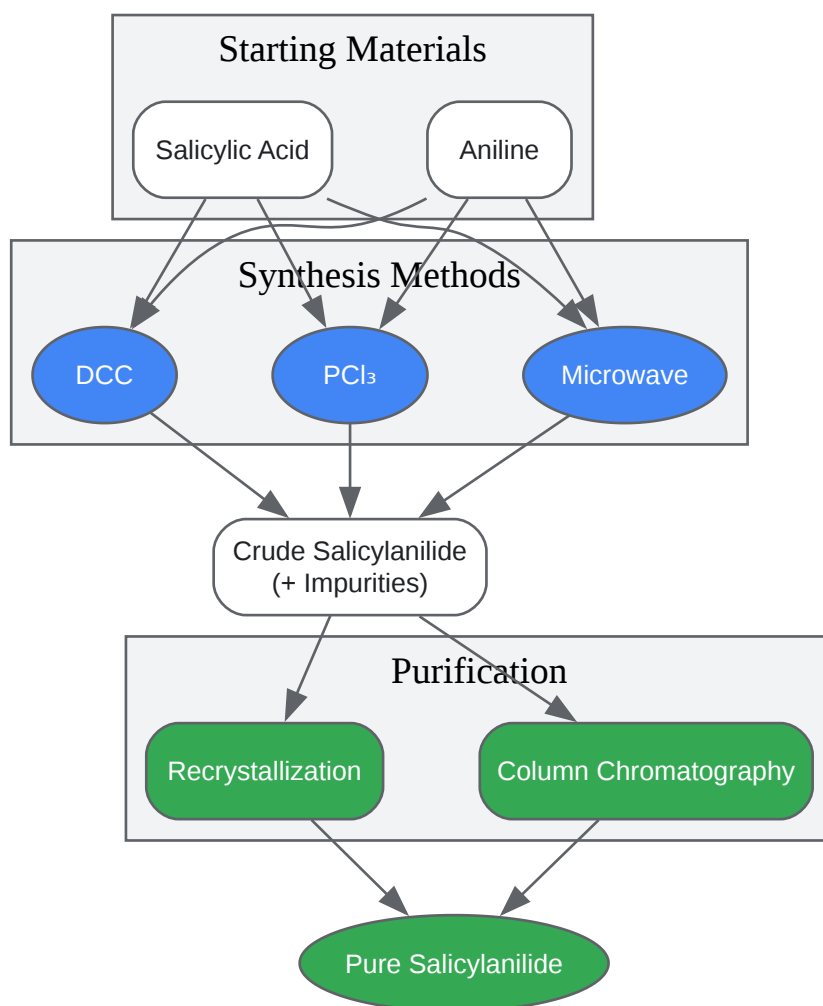 Starting Materials
Salicylic Acid
Aniline
Synthesis Methods
DCC
PCl₃
Microwave
Crude Salicylanilide
(+ Impurities)
Purification
Recrystallization
Column Chromatography
Pure Salicylanilide